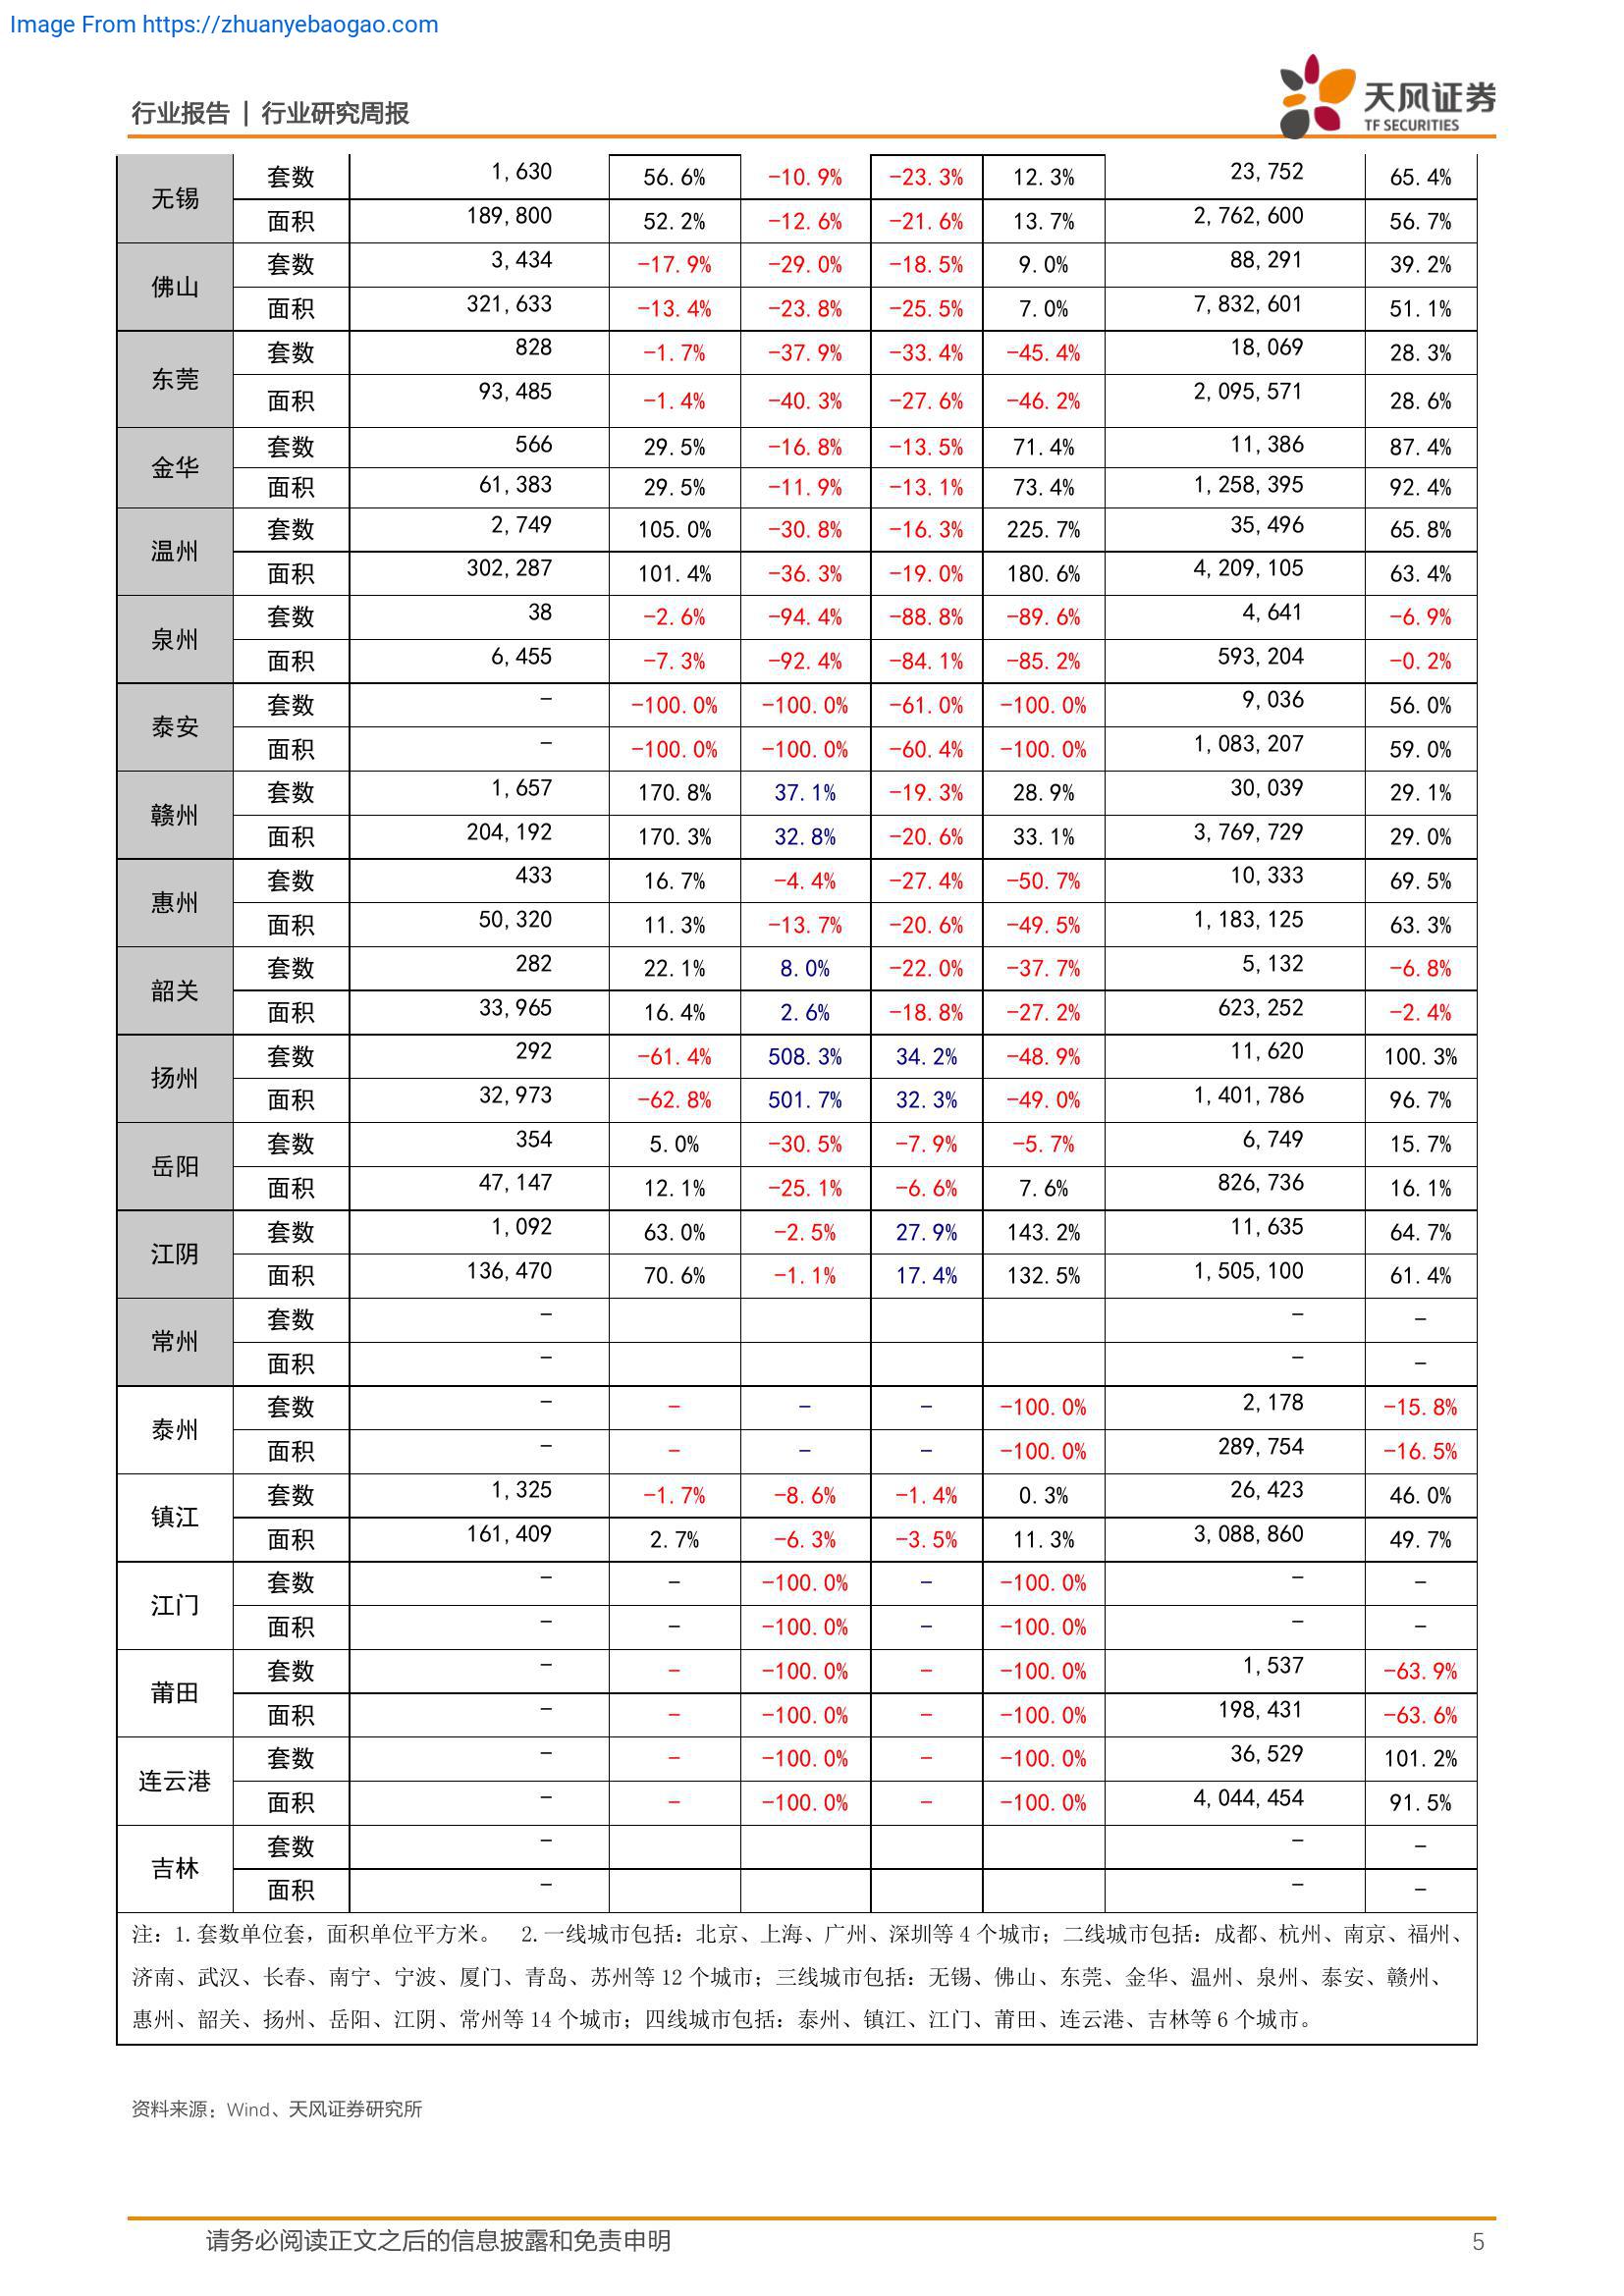 Image From https://zhuanyebaogao.com
行业报告 | 行业研究周报
天风证券
TF SECURITIES
无锡 套数 1,630 56.6% -10.9% -23.3% 12.3% 23,752 65.4%
面积 189,800 52.2% -12.6% -21.6% 13.7% 2,762,600 56.7%
佛山 套数 3,434 -17.9% -29.0% -18.5% 9.0% 88,291 39.2%
面积 321,633 -13.4% -23.8% -25.5% 7.0% 7,832,601 51.1%
东莞 套数 828 -1.7% -37.9% -33.4% -45.4% 18,069 28.3%
面积 93,485 -1.4% -40.3% -27.6% -46.2% 2,095,571 28.6%
金华 套数 566 29.5% -16.8% -13.5% 71.4% 11,386 87.4%
面积 61,383 29.5% -11.9% -13.1% 73.4% 1,258,395 92.4%
温州 套数 2,749 105.0% -30.8% -16.3% 225.7% 35,496 65.8%
面积 302,287 101.4% -36.3% -19.0% 180.6% 4,209,105 63.4%
泉州 套数 38 -2.6% -94.4% -88.8% -89.6% 4,641 -6.9%
面积 6,455 -7.3% -92.4% -84.1% -85.2% 593,204 -0.2%
泰安 套数 - -100.0% -100.0% -61.0% -100.0% 9,036 56.0%
面积 - -100.0% -100.0% -60.4% -100.0% 1,083,207 59.0%
赣州 套数 1,657 170.8% 37.1% -19.3% 28.9% 30,039 29.1%
面积 204,192 170.3% 32.8% -20.6% 33.1% 3,769,729 29.0%
惠州 套数 433 16.7% -4.4% -27.4% -50.7% 10,333 69.5%
面积 50,320 11.3% -13.7% -20.6% -49.5% 1,183,125 63.3%
韶关 套数 282 22.1% 8.0% -22.0% -37.7% 5,132 -6.8%
面积 33,965 16.4% 2.6% -18.8% -27.2% 623,252 -2.4%
扬州 套数 292 -61.4% 508.3% 34.2% -48.9% 11,620 100.3%
面积 32,973 -62.8% 501.7% 32.3% -49.0% 1,401,786 96.7%
岳阳 套数 354 5.0% -30.5% -7.9% -5.7% 6,749 15.7%
面积 47,147 12.1% -25.1% -6.6% 7.6% 826,736 16.1%
江阴 套数 1,092 63.0% -2.5% 27.9% 143.2% 11,635 64.7%
面积 136,470 70.6% -1.1% 17.4% 132.5% 1,505,100 61.4%
常州 套数 - - -
面积 - - -
泰州 套数 - - - - -100.0% 2,178 -15.8%
面积 - - - - -100.0% 289,754 -16.5%
镇江 套数 1,325 -1.7% -8.6% -1.4% 0.3% 26,423 46.0%
面积 161,409 2.7% -6.3% -3.5% 11.3% 3,088,860 49.7%
江门 套数 - - -100.0% - -100.0% - -
面积 - - -100.0% - -100.0% - -
莆田 套数 - - -100.0% - -100.0% 1,537 -63.9%
面积 - - -100.0% - -100.0% 198,431 -63.6%
连云港 套数 - - -100.0% - -100.0% 36,529 101.2%
面积 - - -100.0% - -100.0% 4,044,454 91.5%
吉林 套数 - - -
面积 - - -
注：1.套数单位套，面积单位平方米。 2.一线城市包括：北京、上海、广州、深圳等 4 个城市；二线城市包括：成都、杭州、南京、福州、
济南、武汉、长春、南宁、宁波、厦门、青岛、苏州等 12 个城市；三线城市包括：无锡、佛山、东莞、金华、温州、泉州、泰安、赣州、
惠州、韶关、扬州、岳阳、江阴、常州等 14 个城市；四线城市包括：泰州、镇江、江门、莆田、连云港、吉林等 6 个城市。
资料来源：Wind、天风证券研究所
请务必阅读正文之后的信息披露和免责申明 5